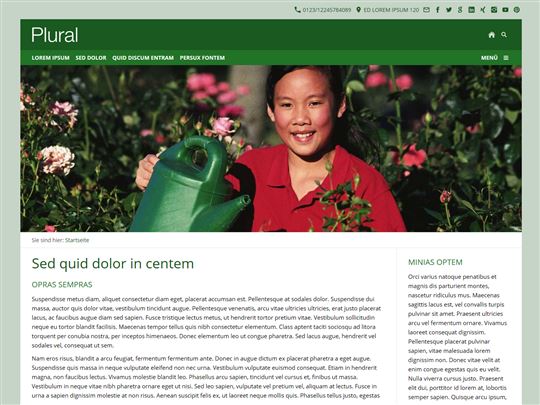 0123/12245784089 ED LOREM IPSUM 120
Plural
LOREM IPSUM SED DOLOR QUID DISCUM ENTRAM PERSUX FONTEM MENÜ
Sie sind hier: Startseite
Sed quid dolor in centem
OPRAS SEMPRAS
Suspendisse metus diam, aliquet consectetur diam eget, placerat accumsan est. Pellentesque at sodales dolor. Suspendisse dui
massa, auctor quis dolor vitae, vestibulum tincidunt augue. Pellentesque venenatis, arcu vitae ultricies ultricies, erat justo placerat
lacus, ac faucibus augue diam sed sapien. Fusce tristique lectus metus, ut hendrerit tortor pretium vitae. Vestibulum sollicitudin
neque eu tortor blandit facilisis. Maecenas tempor tellus quis nibh consectetur elementum. Class aptent taciti sociosqu ad litora
torquent per conubia nostra, per inceptos himenaeos. Donec elementum leo ut congue pharetra. Sed lacus augue, hendrerit vel
sodales vel, consequat ut sem.
Nam eros risus, blandit a arcu feugiat, fermentum fermentum ante. Donec in augue dictum ex placerat pharetra a eget augue.
Suspendisse quis massa in neque vulputate eleifend non nec urna. Vestibulum vulputate euismod consequat. Etiam in hendrerit
magna, non faucibus lectus. Vivamus molestie blandit leo. Phasellus arcu sapien, tincidunt vel cursus et, finibus ut massa.
Vestibulum in neque vitae nibh pharetra ornare eget ut nisi. Sed leo sapien, vulputate vel pretium vel, aliquam at lectus. Fusce in
urna a sapien dignissim molestie at non risus. Aenean suscipit felis ex, ut laoreet neque mollis quis. Phasellus tellus justo, egestas
MINIAS OPTEM
Orci varius natoque penatibus et
magnis dis parturient montes,
nascetur ridiculus mus. Maecenas
sagittis lacus est, vel convallis turpis
pulvinar sit amet. Praesent ultricies
arcu vel fermentum ornare. Vivamus
laoreet consequat dignissim.
Pellentesque placerat pulvinar
sapien, vitae malesuada lorem
dignissim non. Donec vitae velit at
enim congue egestas quis eu velit.
Nulla viverra cursus justo. Praesent
elit dui, porttitor id lorem at, lobortis
semper sapien. Quisque arcu ipsum,